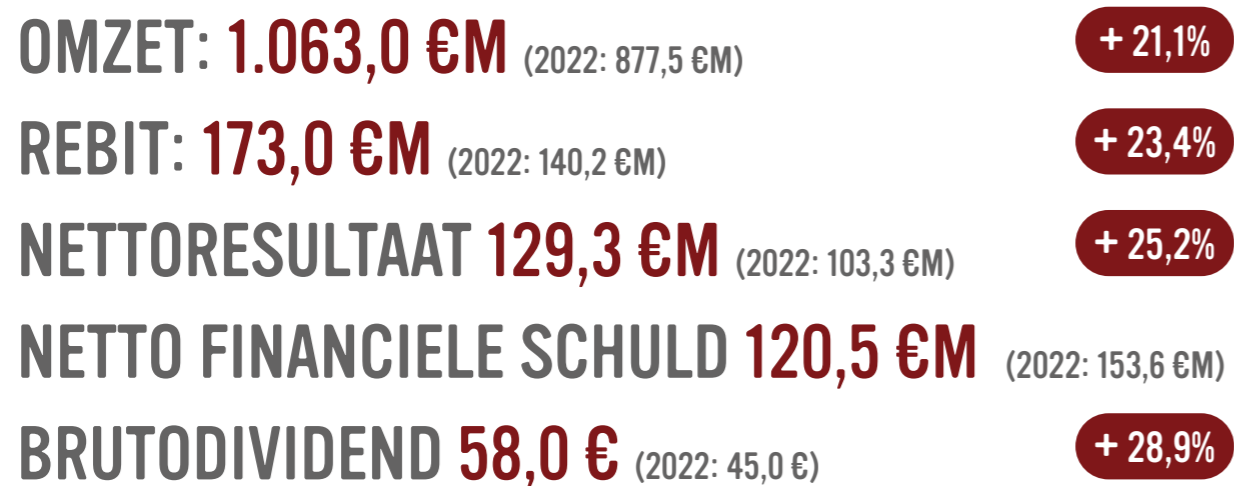 OMZET: 1.063,0 €M (2022: 877,5 €M) + 21,1%
REBIT: 173,0 €M (2022: 140,2 €M) + 23,4%
NETTORESULTAAT 129,3 €M (2022: 103,3 €M) + 25,2%
NETTO FINANCIELE SCHULD 120,5 €M (2022: 153,6 €M)
BRUTODIVIDEND 58,0 € (2022: 45,0 €) + 28,9%